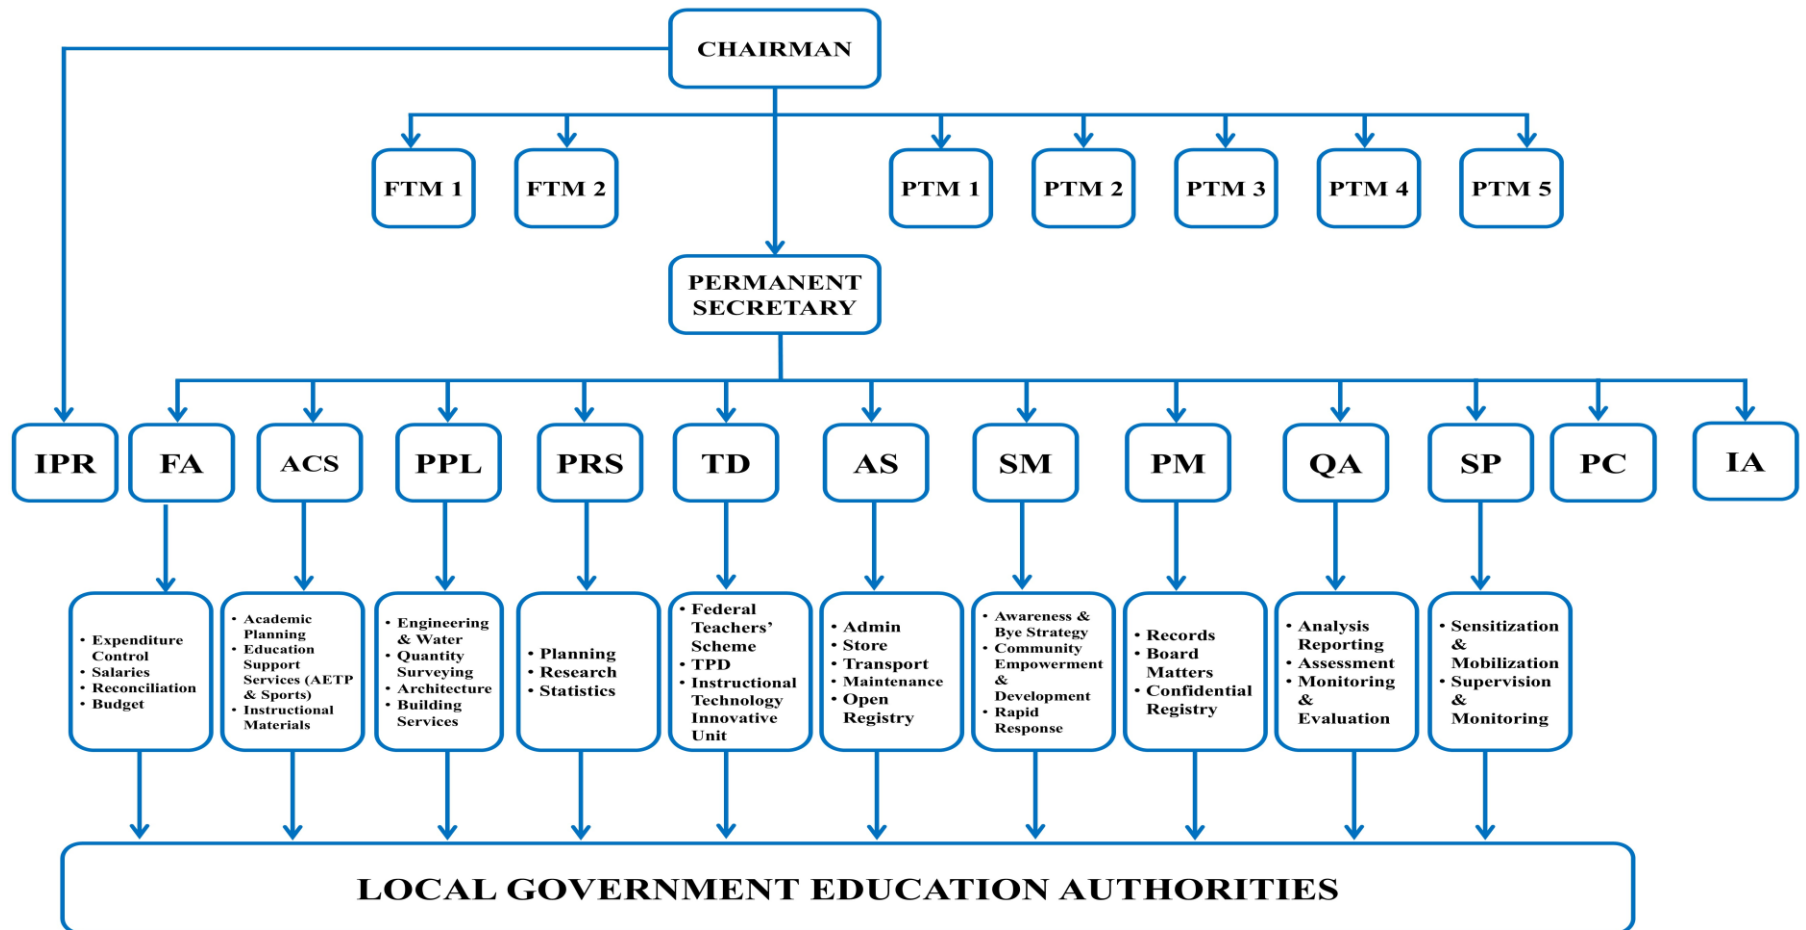 CHAIRMAN
FTM 1
FTM 2
PTM 1
PTM 2
PTM 3
PTM 4
PTM 5
PERMANENT
SECRETARY
IPR
FA
ACS
PPL
PRS
TD
AS
SM
PM
QA
SP
PC
IA
• Expenditure
Control
• Salaries
• Reconciliation
• Budget
• Academic
Planning
• Education
Support
Services (AETP
& Sports)
• Instructional
Materials
• Engineering
& Water
• Quantity
Surveying
• Architecture
• Building
Services
• Planning
• Research
• Statistics
• Federal
Teachers’
Scheme
• TPD
• Instructional
Technology
Innovative
Unit
• Admin
• Store
• Transport
• Maintenance
• Open
Registry
• Awareness &
Bye Strategy
• Community
Empowerment
&
Development
• Rapid
Response
• Records
• Board
Matters
• Confidential
Registry
• Analysis
Reporting
• Assessment
• Monitoring
&
Evaluation
• Sensitization
&
Mobilization
• Supervision
&
Monitoring
LOCAL GOVERNMENT EDUCATION AUTHORITIES